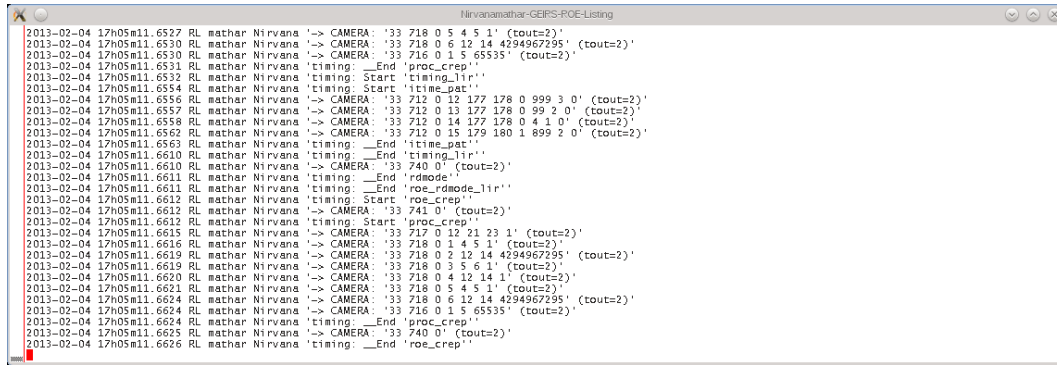 Nirvanamathar-GEIRS-ROE-Listing
2013-02-04 17h05m11.6527 RL mathar Nirvana '-> CAMERA: '33 718 0 5 4 5 1' (tout=2)'
2013-02-04 17h05m11.6530 RL mathar Nirvana '-> CAMERA: '33 718 0 6 12 14 4294967295' (tout=2)'
2013-02-04 17h05m11.6530 RL mathar Nirvana '-> CAMERA: '33 716 0 1 5 65535' (tout=2)'
2013-02-04 17h05m11.6531 RL mathar Nirvana 'timing: __End 'proc_crep''
2013-02-04 17h05m11.6532 RL mathar Nirvana 'timing: Start 'timing_lir''
2013-02-04 17h05m11.6554 RL mathar Nirvana 'timing: Start 'itime_pat''
2013-02-04 17h05m11.6556 RL mathar Nirvana '-> CAMERA: '33 712 0 12 177 178 0 999 3 0' (tout=2)'
2013-02-04 17h05m11.6557 RL mathar Nirvana '-> CAMERA: '33 712 0 13 177 178 0 99 2 0' (tout=2)'
2013-02-04 17h05m11.6558 RL mathar Nirvana '-> CAMERA: '33 712 0 14 177 178 0 4 1 0' (tout=2)'
2013-02-04 17h05m11.6562 RL mathar Nirvana '-> CAMERA: '33 712 0 15 179 180 1 899 2 0' (tout=2)'
2013-02-04 17h05m11.6563 RL mathar Nirvana 'timing: __End 'itime_pat''
2013-02-04 17h05m11.6610 RL mathar Nirvana 'timing: __End 'timing_lir''
2013-02-04 17h05m11.6610 RL mathar Nirvana '-> CAMERA: '33 740 0' (tout=2)'
2013-02-04 17h05m11.6611 RL mathar Nirvana 'timing: __End 'rdmode''
2013-02-04 17h05m11.6611 RL mathar Nirvana 'timing: __End 'roe_rdmode_lir''
2013-02-04 17h05m11.6612 RL mathar Nirvana 'timing: Start 'roe_crep''
2013-02-04 17h05m11.6612 RL mathar Nirvana '-> CAMERA: '33 741 0' (tout=2)'
2013-02-04 17h05m11.6612 RL mathar Nirvana 'timing: Start 'proc_crep''
2013-02-04 17h05m11.6615 RL mathar Nirvana '-> CAMERA: '33 717 0 12 21 23 1' (tout=2)'
2013-02-04 17h05m11.6616 RL mathar Nirvana '-> CAMERA: '33 718 0 1 4 5 1' (tout=2)'
2013-02-04 17h05m11.6619 RL mathar Nirvana '-> CAMERA: '33 718 0 2 12 14 4294967295' (tout=2)'
2013-02-04 17h05m11.6619 RL mathar Nirvana '-> CAMERA: '33 718 0 3 5 6 1' (tout=2)'
2013-02-04 17h05m11.6620 RL mathar Nirvana '-> CAMERA: '33 718 0 4 12 14 1' (tout=2)'
2013-02-04 17h05m11.6621 RL mathar Nirvana '-> CAMERA: '33 718 0 5 4 5 1' (tout=2)'
2013-02-04 17h05m11.6624 RL mathar Nirvana '-> CAMERA: '33 718 0 6 12 14 4294967295' (tout=2)'
2013-02-04 17h05m11.6624 RL mathar Nirvana '-> CAMERA: '33 716 0 1 5 65535' (tout=2)'
2013-02-04 17h05m11.6624 RL mathar Nirvana 'timing: __End 'proc_crep''
2013-02-04 17h05m11.6625 RL mathar Nirvana '-> CAMERA: '33 740 0' (tout=2)'
2013-02-04 17h05m11.6626 RL mathar Nirvana 'timing: __End 'roe_crep''